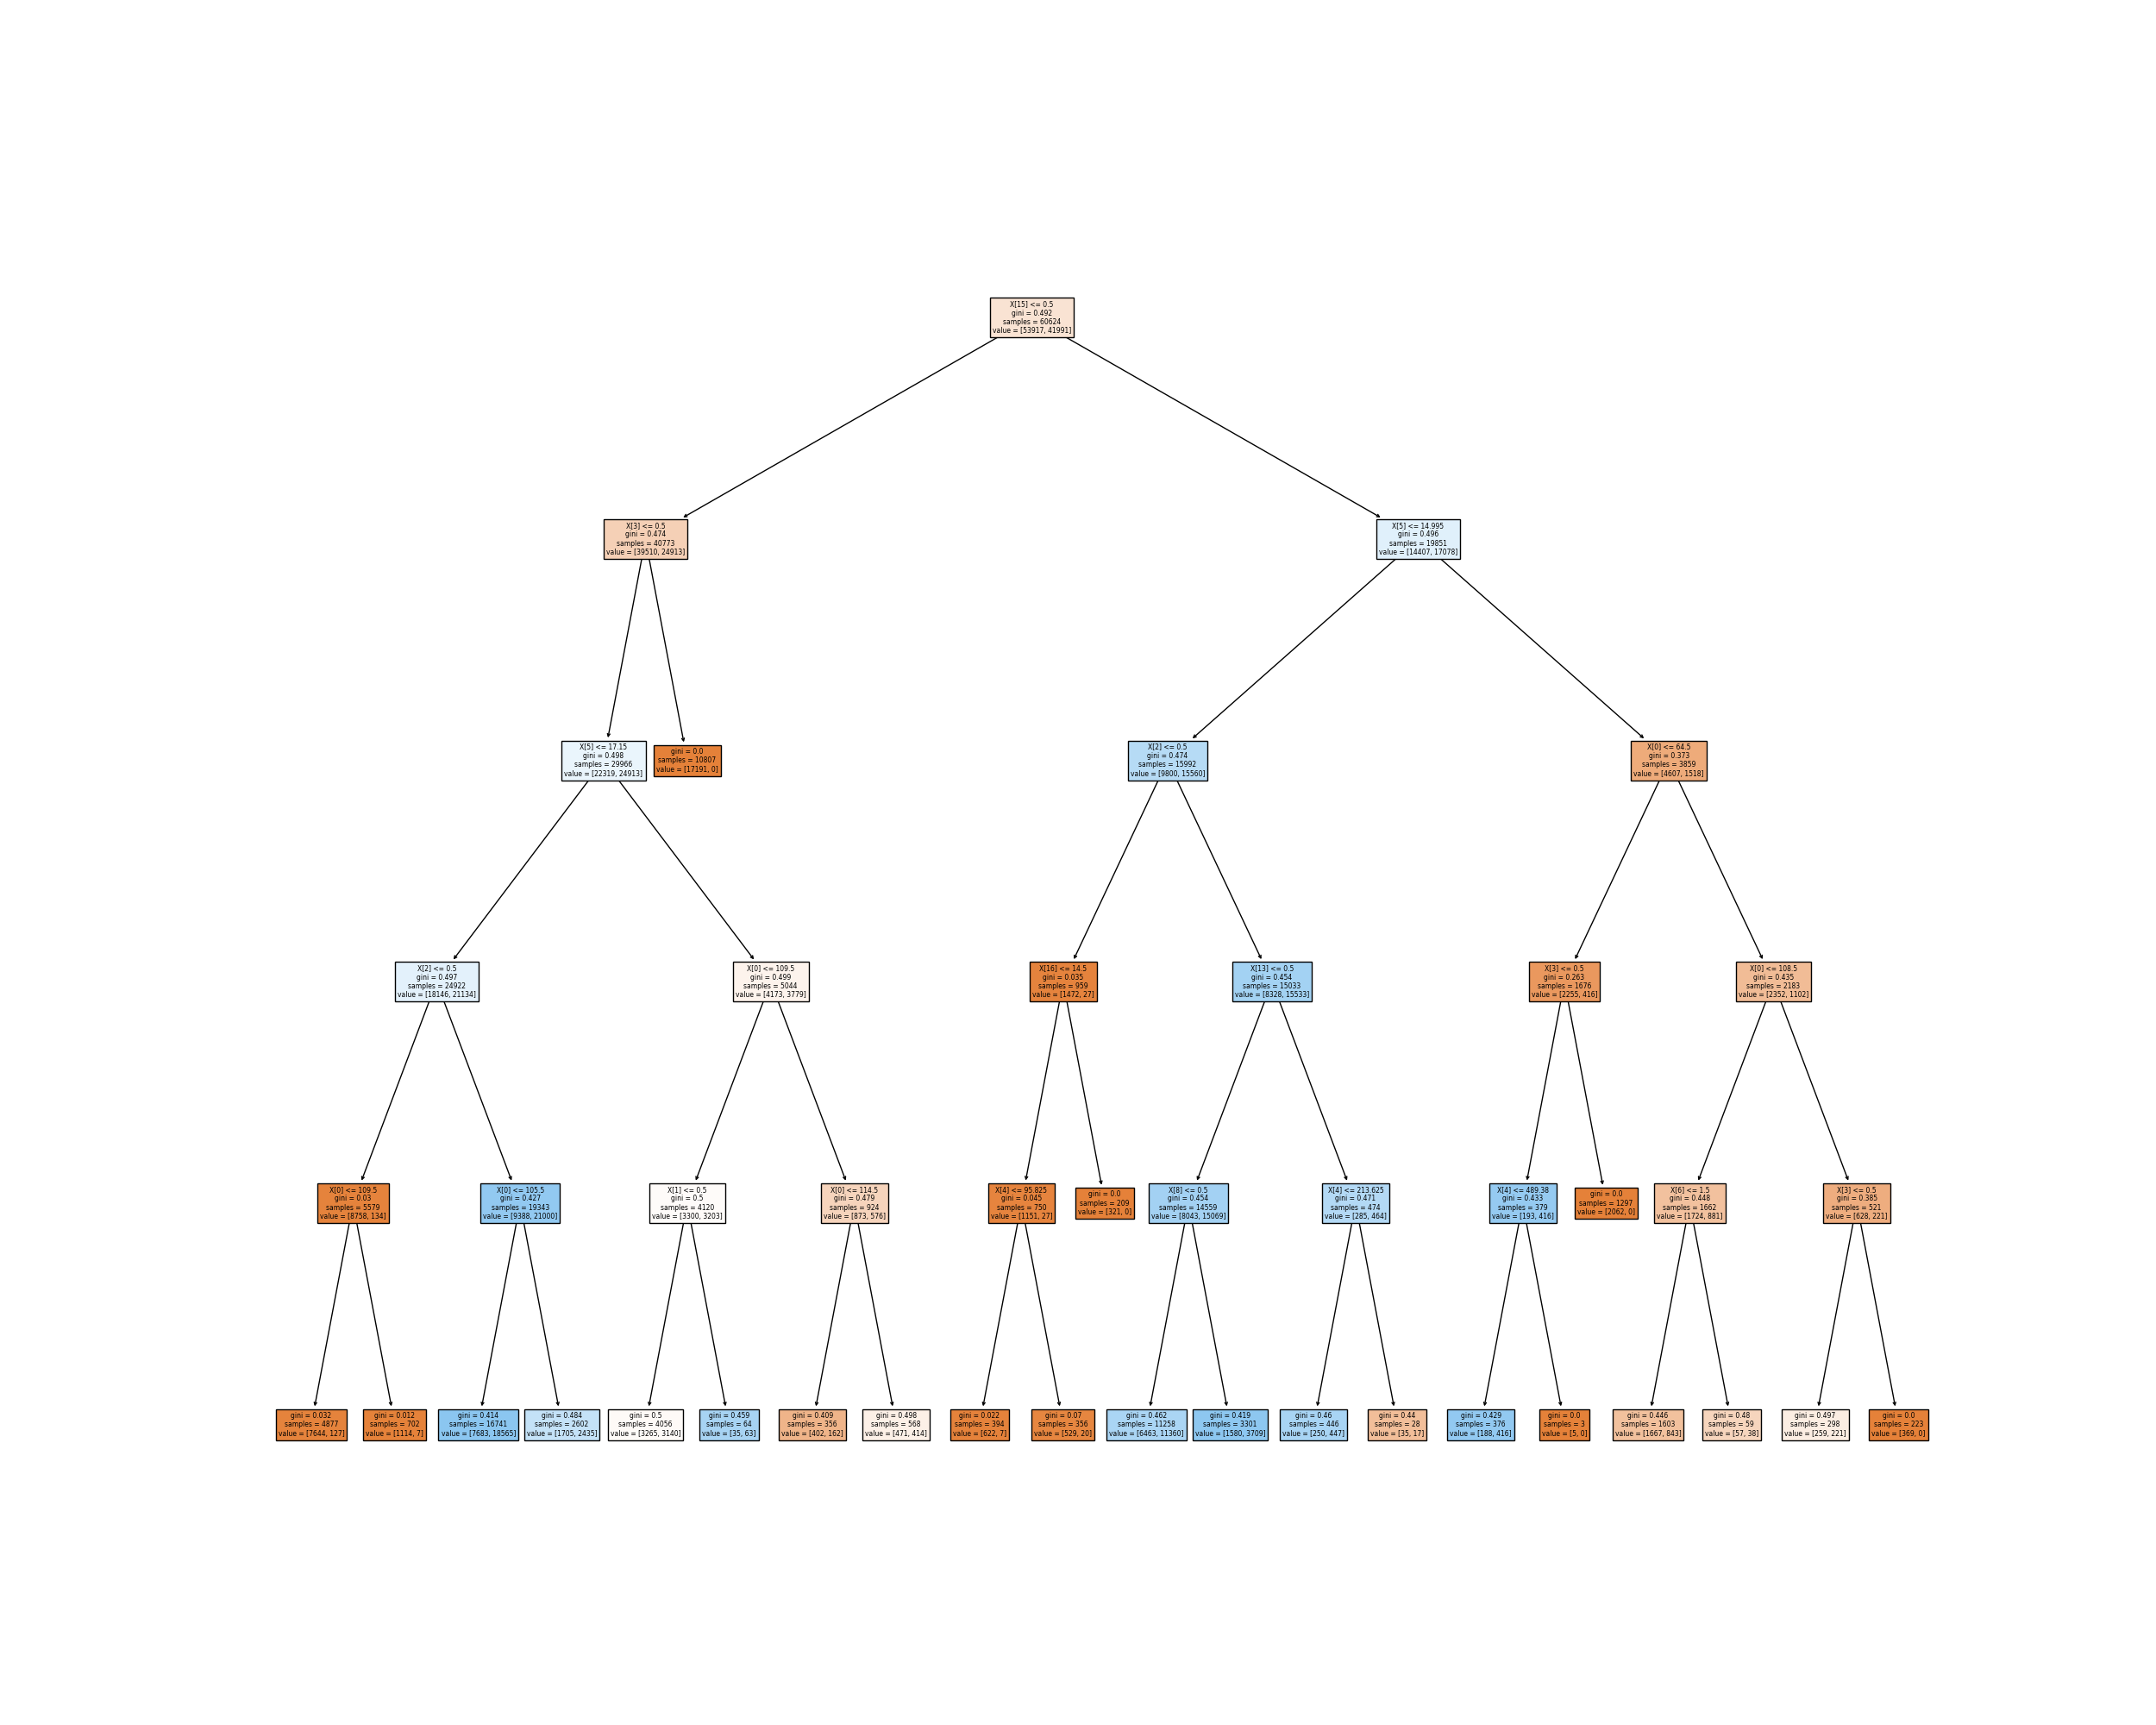 X[15] <= 0.5
gini = 0.492
samples = 60624
value = [53917, 41991]
X[3] <= 0.5
gini = 0.474
samples = 40773
value = [39510, 24913]
X[5] <= 14.995
gini = 0.496
samples = 19851
value = [14407, 17078]
X[5] <= 17.15
gini = 0.498
samples = 29966
value = [22319, 24913]
gini = 0.0
samples = 10807
value = [17191, 0]
X[2] <= 0.5
gini = 0.474
samples = 15992
value = [9800, 15560]
X[0] <= 64.5
gini = 0.373
samples = 3859
value = [4607, 1518]
X[2] <= 0.5
gini = 0.497
samples = 24922
value = [18146, 21134]
X[0] <= 109.5
gini = 0.499
samples = 5044
value = [4173, 3779]
X[16] <= 14.5
gini = 0.035
samples = 959
value = [1472, 27]
X[13] <= 0.5
gini = 0.454
samples = 15033
value = [8328, 15533]
X[3] <= 0.5
gini = 0.263
samples = 1676
value = [2255, 416]
X[0] <= 108.5
gini = 0.435
samples = 2183
value = [2352, 1102]
X[0] <= 109.5
gini = 0.03
samples = 5579
value = [8758, 134]
X[0] <= 105.5
gini = 0.427
samples = 19343
value = [9388, 21000]
X[1] <= 0.5
gini = 0.5
samples = 4120
value = [3300, 3203]
X[0] <= 114.5
gini = 0.479
samples = 924
value = [873, 576]
X[4] <= 95.825
gini = 0.045
samples = 750
value = [1151, 27]
gini = 0.0
samples = 209
value = [321, 0]
X[8] <= 0.5
gini = 0.454
samples = 14559
value = [8043, 15069]
X[4] <= 213.625
gini = 0.471
samples = 474
value = [285, 464]
X[4] <= 489.38
gini = 0.433
samples = 379
value = [193, 416]
gini = 0.0
samples = 1297
value = [2062, 0]
X[6] <= 1.5
gini = 0.448
samples = 1662
value = [1724, 881]
X[3] <= 0.5
gini = 0.385
samples = 521
value = [628, 221]
gini = 0.032
samples = 4877
value = [7644, 127]
gini = 0.012
samples = 702
value = [1114, 7]
gini = 0.414
samples = 16741
value = [7683, 18565]
gini = 0.484
samples = 2602
value = [1705, 2435]
gini = 0.5
samples = 4056
value = [3265, 3140]
gini = 0.459
samples = 64
value = [35, 63]
gini = 0.409
samples = 356
value = [402, 162]
gini = 0.498
samples = 568
value = [471, 414]
gini = 0.022
samples = 394
value = [622, 7]
gini = 0.07
samples = 356
value = [529, 20]
gini = 0.462
samples = 11258
value = [6463, 11360]
gini = 0.419
samples = 3301
value = [1580, 3709]
gini = 0.46
samples = 446
value = [250, 447]
gini = 0.44
samples = 28
value = [35, 17]
gini = 0.429
samples = 376
value = [188, 416]
gini = 0.0
samples = 3
value = [5, 0]
gini = 0.446
samples = 1603
value = [1667, 843]
gini = 0.48
samples = 59
value = [57, 38]
gini = 0.497
samples = 298
value = [259, 221]
gini = 0.0
samples = 223
value = [369, 0]